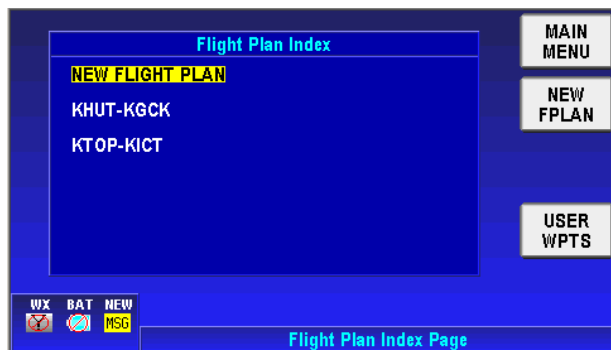 Flight Plan Index
NEW FLIGHT PLAN
KHUT-KGCK
KTOP-KICT
MAIN
MENU
NEW
FPLAN
USER
WPTS
WX BAT NEW
MSG
Flight Plan Index Page